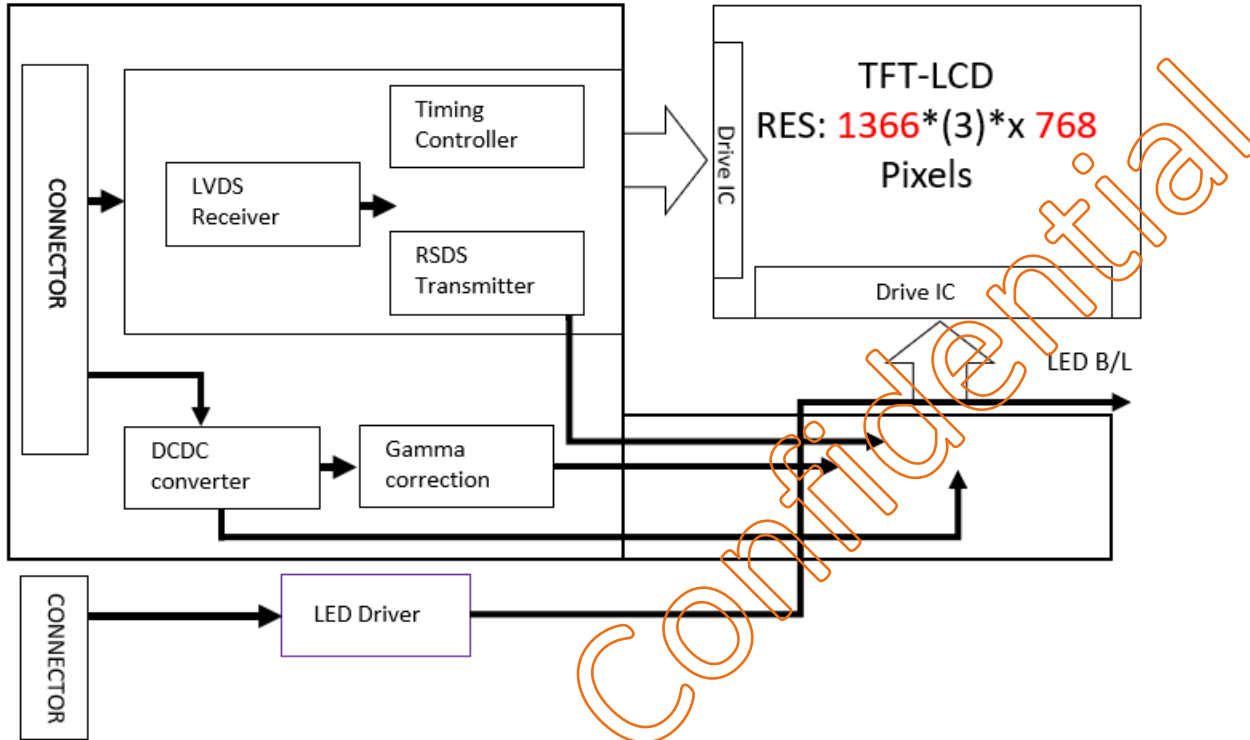 CONNECTOR
Timing
Controller
LVDS
Receiver
RSDS
Transmitter
DCDC
converter
Gamma
correction
TFT-LCD
RES: 1366*(3)*x 768
Pixels
Drive IC
Drive IC
LED B/L
CONNECTOR
LED Driver
Confidential